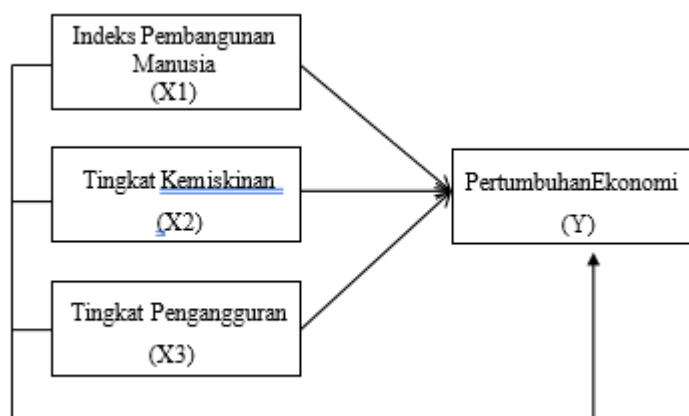 Indeks Pembangunan
Manusia
(X1)
Tingkat Kemiskinan
(X2)
Tingkat Pengangguran
(X3)
PertumbuhanEkonomi
(Y)